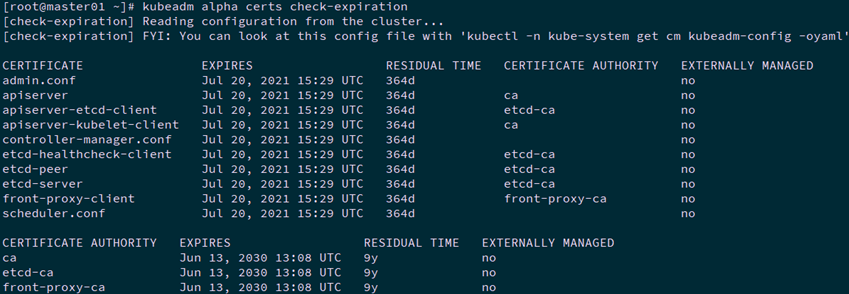 [root@master01 ~]# kubeadm alpha certs check-expiration
[check-expiration] Reading configuration from the cluster...
[check-expiration] FYI: You can look at this config file with 'kubectl -n kube-system get cm kubeadm-config -oyaml'
CERTIFICATE EXPIRES RESIDUAL TIME CERTIFICATE AUTHORITY EXTERNALLY MANAGED
admin.conf Jul 20, 2021 15:29 UTC 364d no
apiserver Jul 20, 2021 15:29 UTC 364d ca no
apiserver-etcd-client Jul 20, 2021 15:29 UTC 364d etcd-ca no
apiserver-kubelet-client Jul 20, 2021 15:29 UTC 364d ca no
controller-manager.conf Jul 20, 2021 15:29 UTC 364d no
etcd-healthcheck-client Jul 20, 2021 15:29 UTC 364d etcd-ca no
etcd-peer Jul 20, 2021 15:29 UTC 364d etcd-ca no
etcd-server Jul 20, 2021 15:29 UTC 364d etcd-ca no
front-proxy-client Jul 20, 2021 15:29 UTC 364d front-proxy-ca no
scheduler.conf Jul 20, 2021 15:29 UTC 364d no
CERTIFICATE AUTHORITY EXPIRES RESIDUAL TIME EXTERNALLY MANAGED
ca Jun 13, 2030 13:08 UTC 9y no
etcd-ca Jun 13, 2030 13:08 UTC 9y no
front-proxy-ca Jun 13, 2030 13:08 UTC 9y no